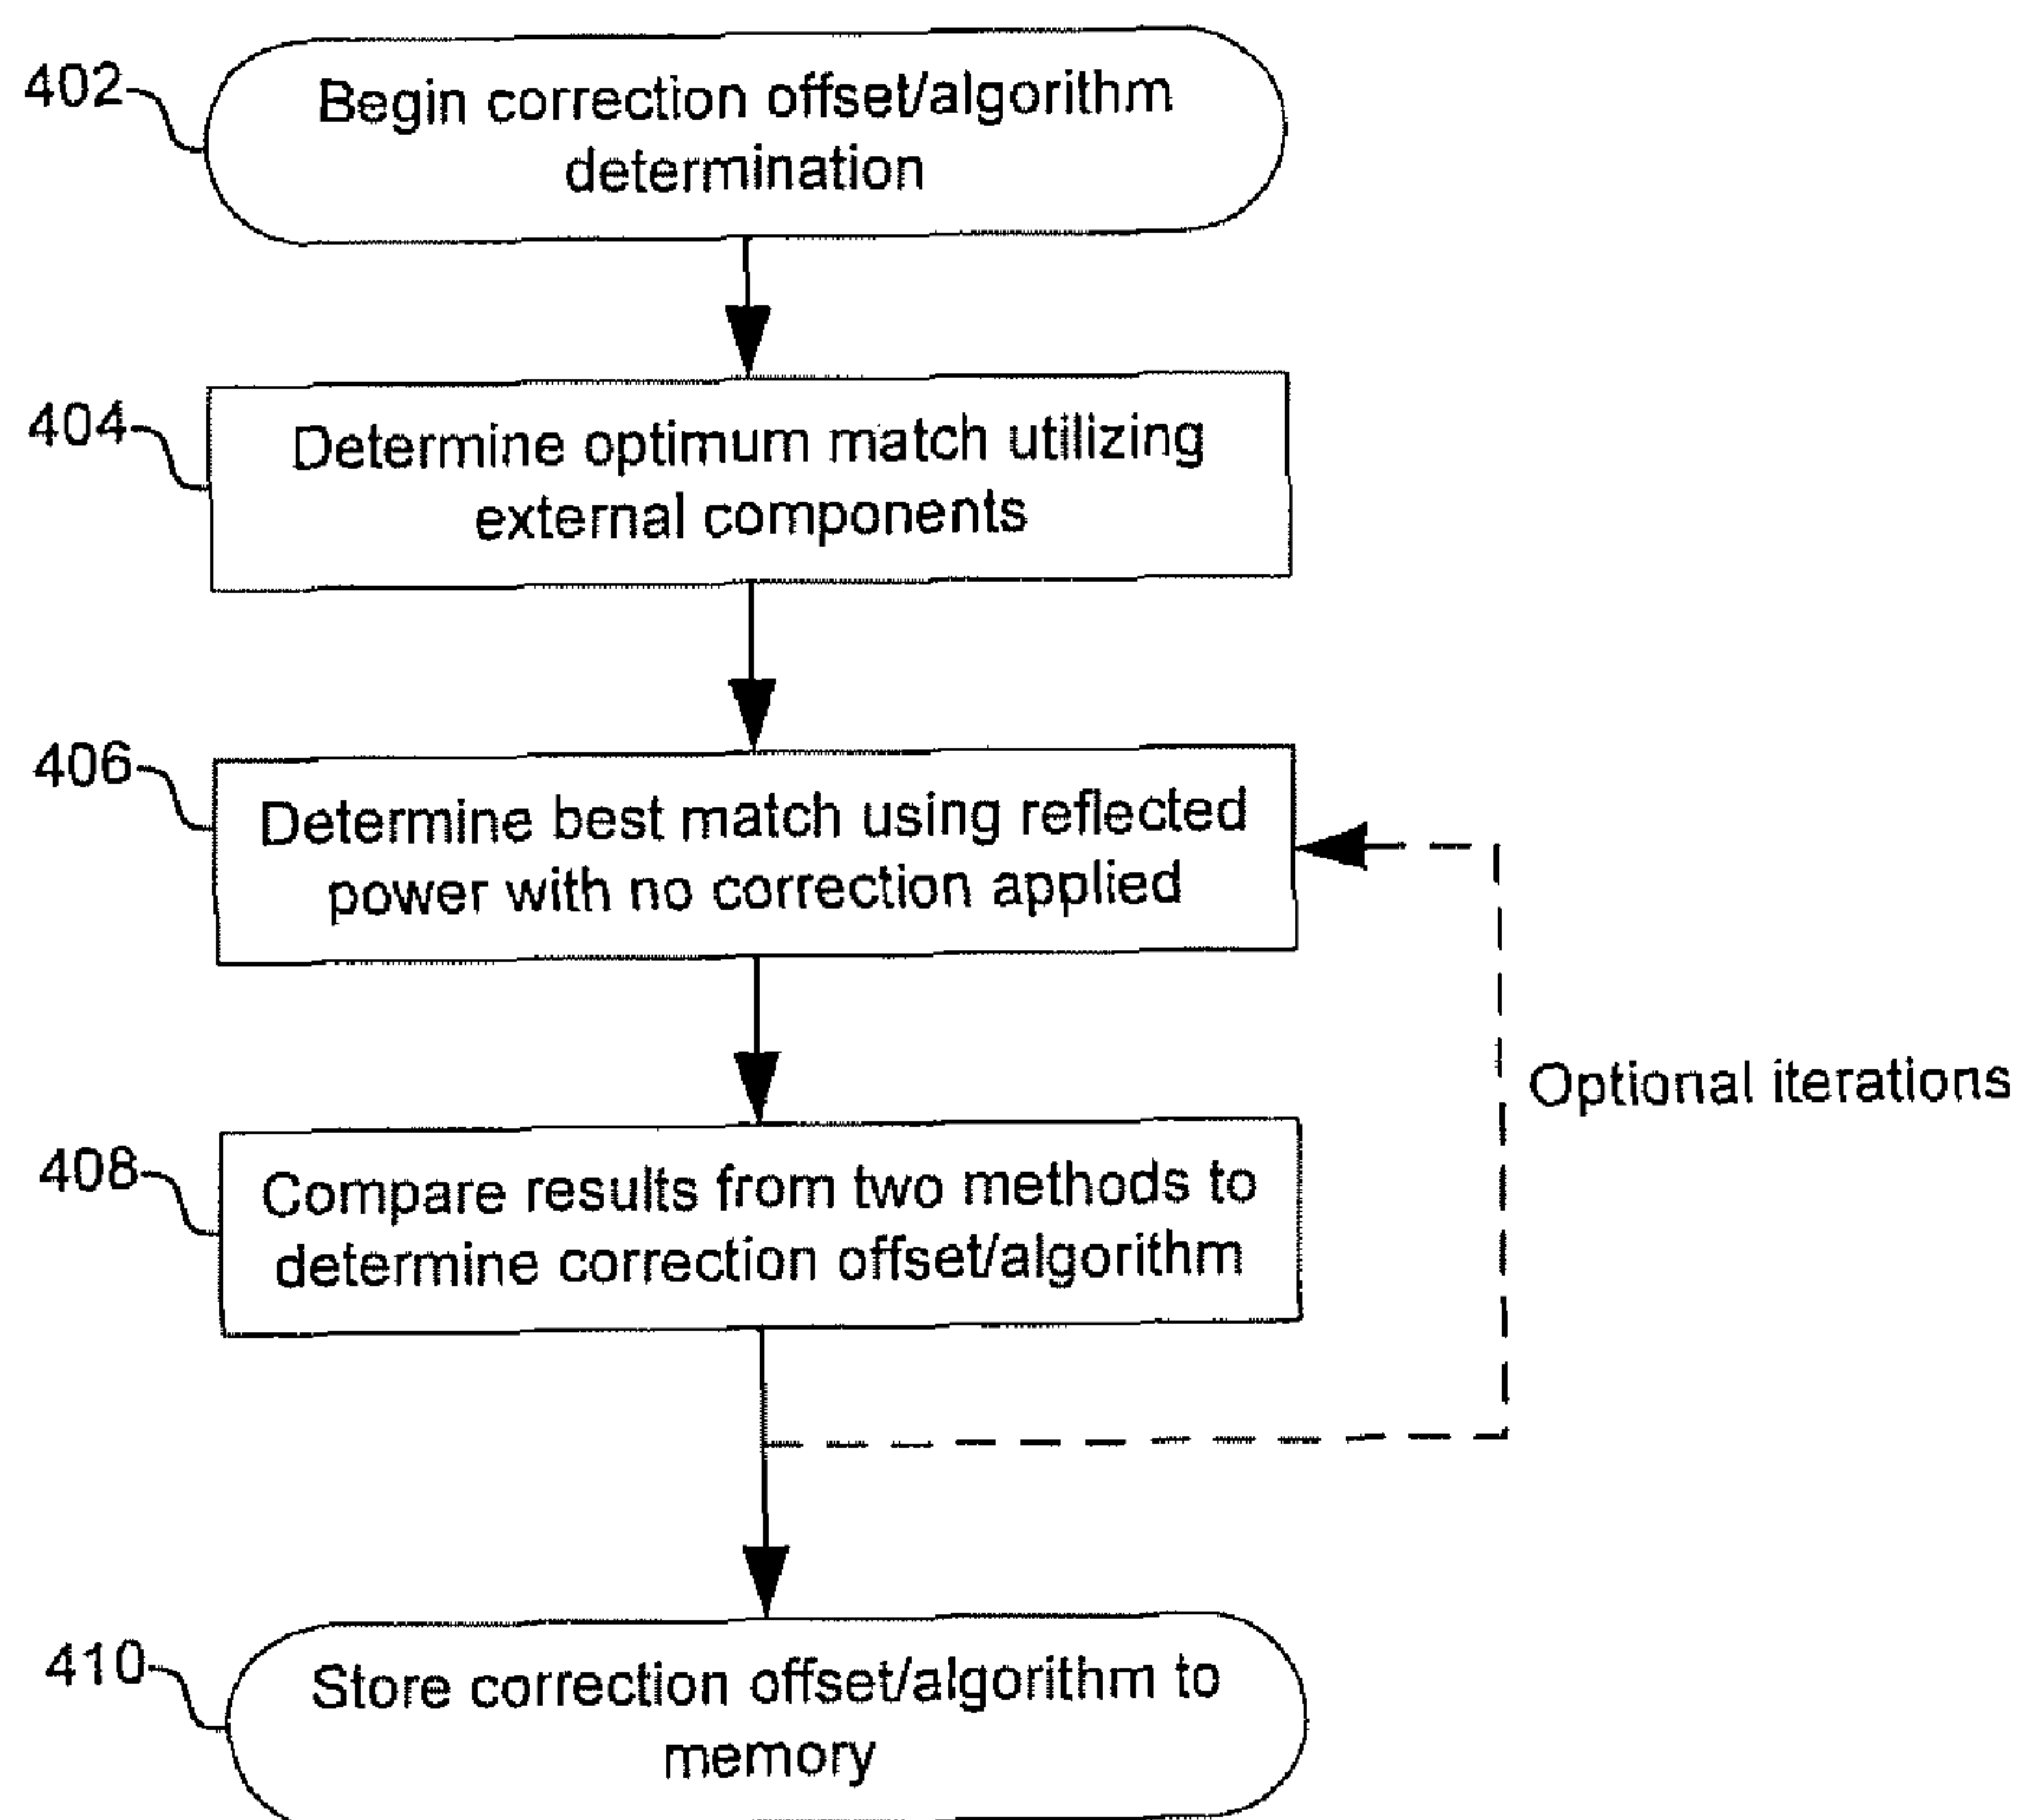 402
Begin correction offset/algorithm
determination
404
Determine optimum match utilizing
external components
406
Determine best match using reflected
power with no correction applied
Optional iterations
408
Compare results from two methods to
determine correction offset/algorithm
410
Store correction offset/algorithm to
memory